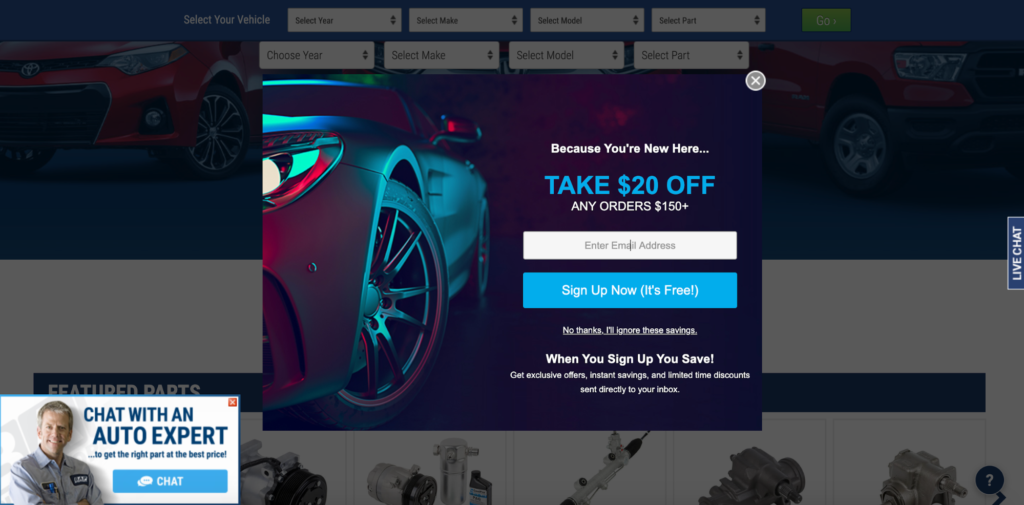 Select Your Vehicle
Select Year
Select Make
Select Model
Select Part
Go ›
Choose Year
Select Make
Select Model
Select Part
Because You're New Here...
TAKE $20 OFF
ANY ORDERS $150+
Enter Email Address
Sign Up Now (It's Free!)
No thanks, I'll ignore these savings.
When You Sign Up You Save!
Get exclusive offers, instant savings, and limited time discounts
sent directly to your inbox.
LIVE CHAT
FEATURED PARTS
CHAT WITH AN
AUTO EXPERT
...to get the right part at the best price!
CHAT
?